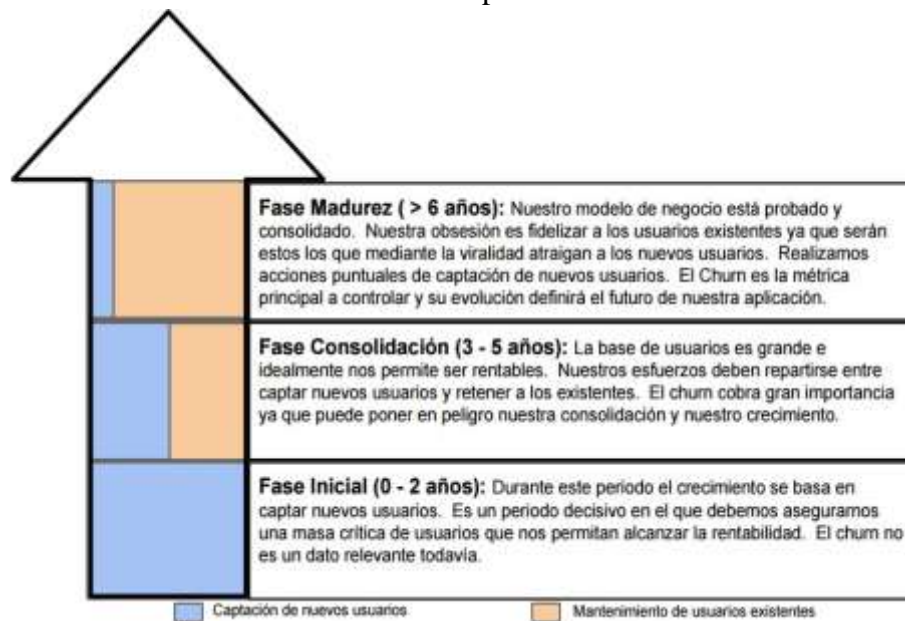 Fase Madurez ( > 6 años): Nuestro modelo de negocio está probado y
consolidado. Nuestra obsesión es fidelizar a los usuarios existentes ya que serán
estos los que mediante la viralidad atraigan a los nuevos usuarios. Realizamos
acciones puntuales de captación de nuevos usuarios. El Churn es la métrica
principal a controlar y su evolución definirá el futuro de nuestra aplicación.
Fase Consolidación (3 - 5 años): La base de usuarios es grande e
idealmente nos permite ser rentables. Nuestros esfuerzos deben repartirse entre
captar nuevos usuarios y retener a los existentes. El churn cobra gran importancia
ya que puede poner en peligro nuestra consolidación y nuestro crecimiento.
Fase Inicial (0 - 2 años): Durante este periodo el crecimiento se basa en
captar nuevos usuarios. Es un periodo decisivo en el que debemos asegurarnos
una masa crítica de usuarios que nos permitan alcanzar la rentabilidad. El churn no
es un dato relevante todavía.
Captación de nuevos usuarios
Mantenimiento de usuarios existentes